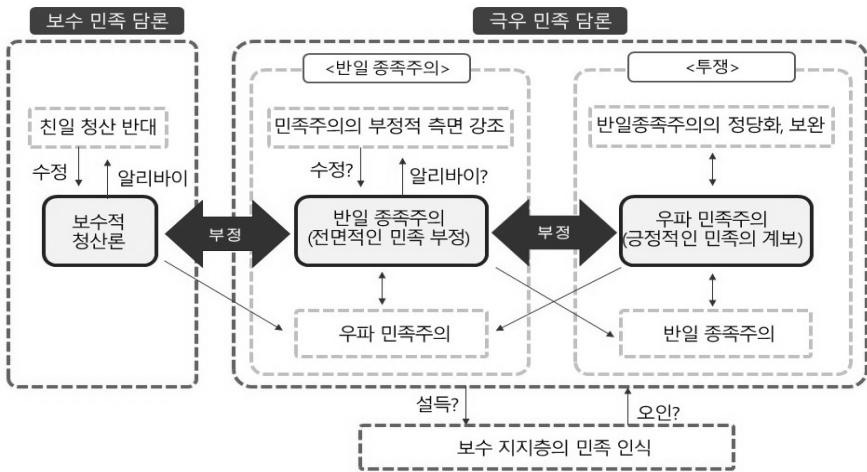 보수 민족 담론
극우 민족 담론
<반일 종족주의>
<투쟁>
친일 청산 반대
민족주의의 부정적 측면 강조
반일종족주의의 정당화, 보완
수정
알리바이
수정?
알리바이?
보수적
청산론
부정
반일 종족주의
(전면적인 민족 부정)
부정
우파 민족주의
(긍정적인 민족의 계보)
우파 민족주의
반일 종족주의
설득?
오인?
보수 지지층의 민족 인식